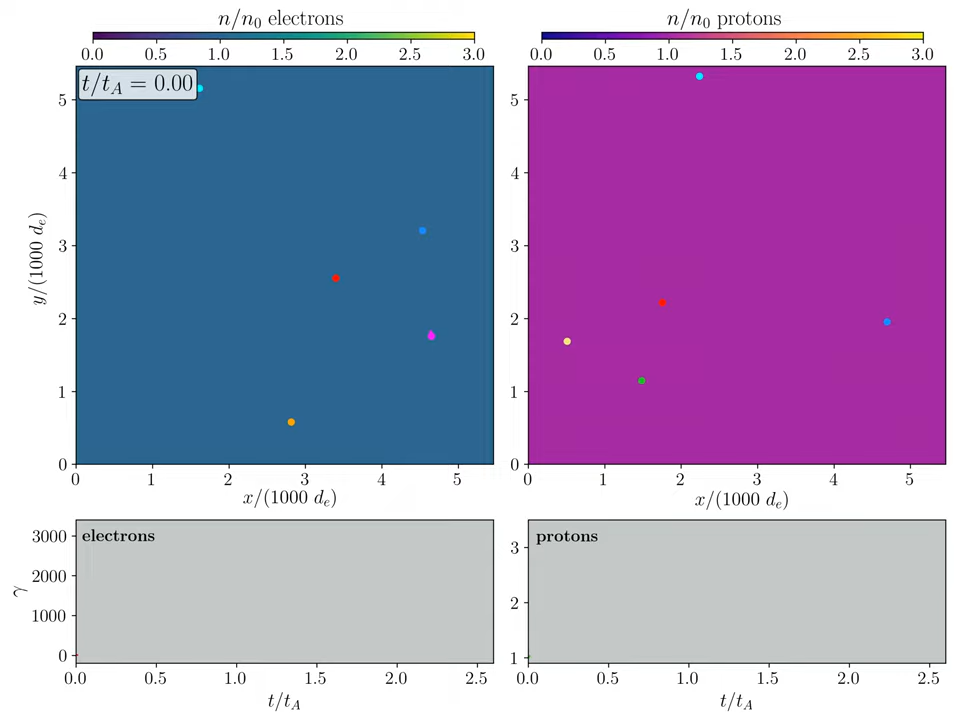 n/n₀ electrons
0.0 0.5 1.0 1.5 2.0 2.5 3.0
n/n₀ protons
0.0 0.5 1.0 1.5 2.0 2.5 3.0
t/t_A = 0.00
5
4
3
2
1
0
y/(1000 d_e)
0 1 2 3 4 5
x/(1000 d_e)
5
4
3
2
1
0
0 1 2 3 4 5
x/(1000 d_e)
electrons
3000
2000
1000
0
γ
0.0 0.5 1.0 1.5 2.0 2.5
t/t_A
protons
3
2
1
0.0 0.5 1.0 1.5 2.0 2.5
t/t_A